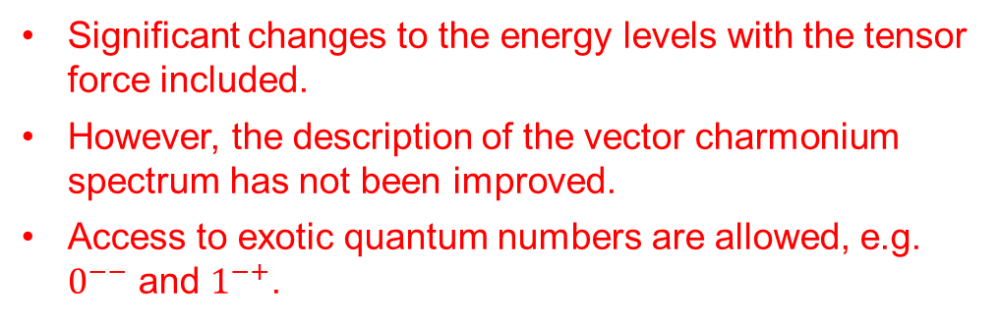 • Significant changes to the energy levels with the tensor
force included.
• However, the description of the vector charmonium
spectrum has not been improved.
• Access to exotic quantum numbers are allowed, e.g.
0⁻⁻ and 1⁻⁺.